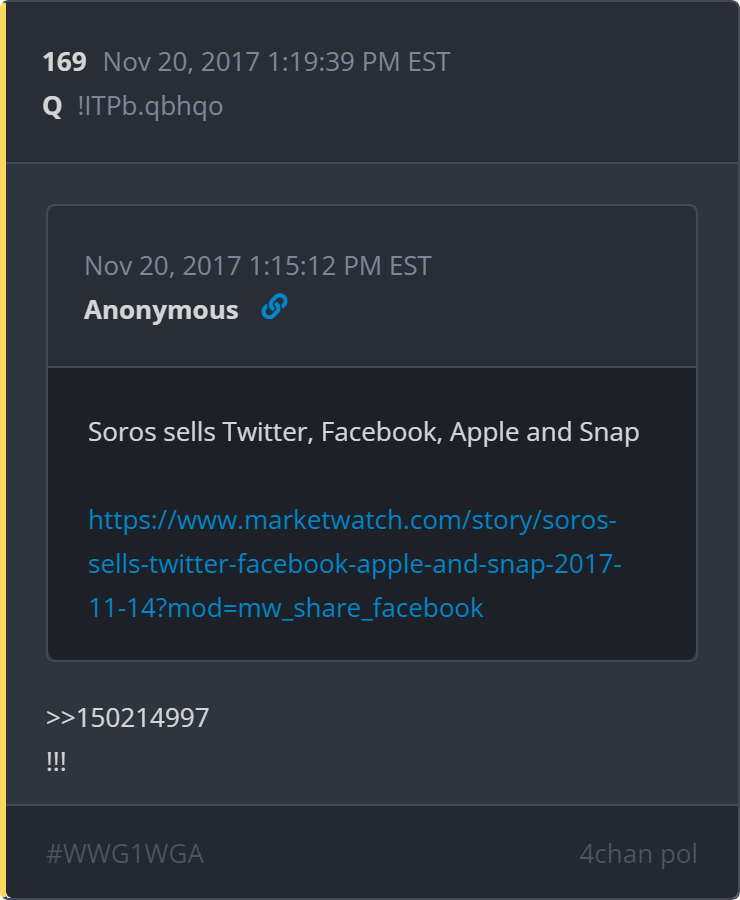 169 Nov 20, 2017 1:19:39 PM EST
Q !ITPb.qbhqo
Nov 20, 2017 1:15:12 PM EST
Anonymous
Soros sells Twitter, Facebook, Apple and Snap
https://www.marketwatch.com/story/soros-
sells-twitter-facebook-apple-and-snap-2017-
11-14?mod=mw_share_facebook
>>150214997
!!!
#WWG1WGA 4chan pol